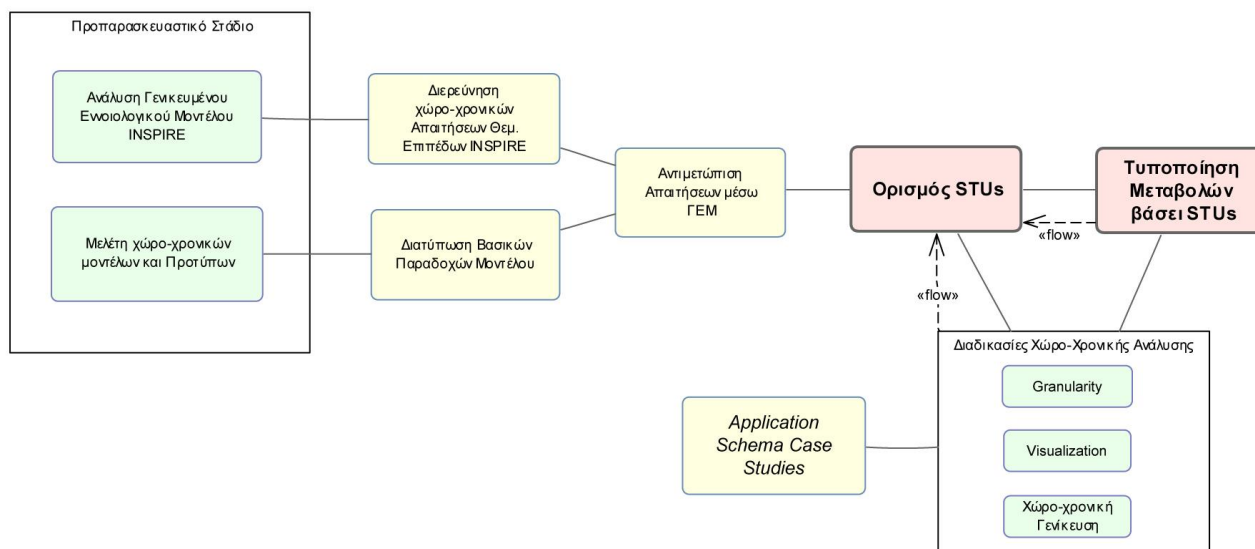 Προπαρασκευαστικό Στάδιο
Ανάλυση Γενικευμένου
Εννοιολογικού Μοντέλου
INSPIRE
Μελέτη χώρο-χρονικών
μοντέλων και Προτύπων
Διερεύνηση
χώρο-χρονικών
Απαιτήσεων Θεμ.
Επιπέδων INSPIRE
Διατύπωση Βασικών
Παραδοχών Μοντέλου
Αντιμετώπιση
Απαιτήσεων μέσω
ΓΕΜ
Ορισμός STUs
Τυποποίηση
Μεταβολών
βάσει STUs
«flow»
«flow»
Διαδικασίες Χώρο-Χρονικής Ανάλυσης
Granularity
Visualization
Χώρο-χρονική
Γενίκευση
Application
Schema Case
Studies